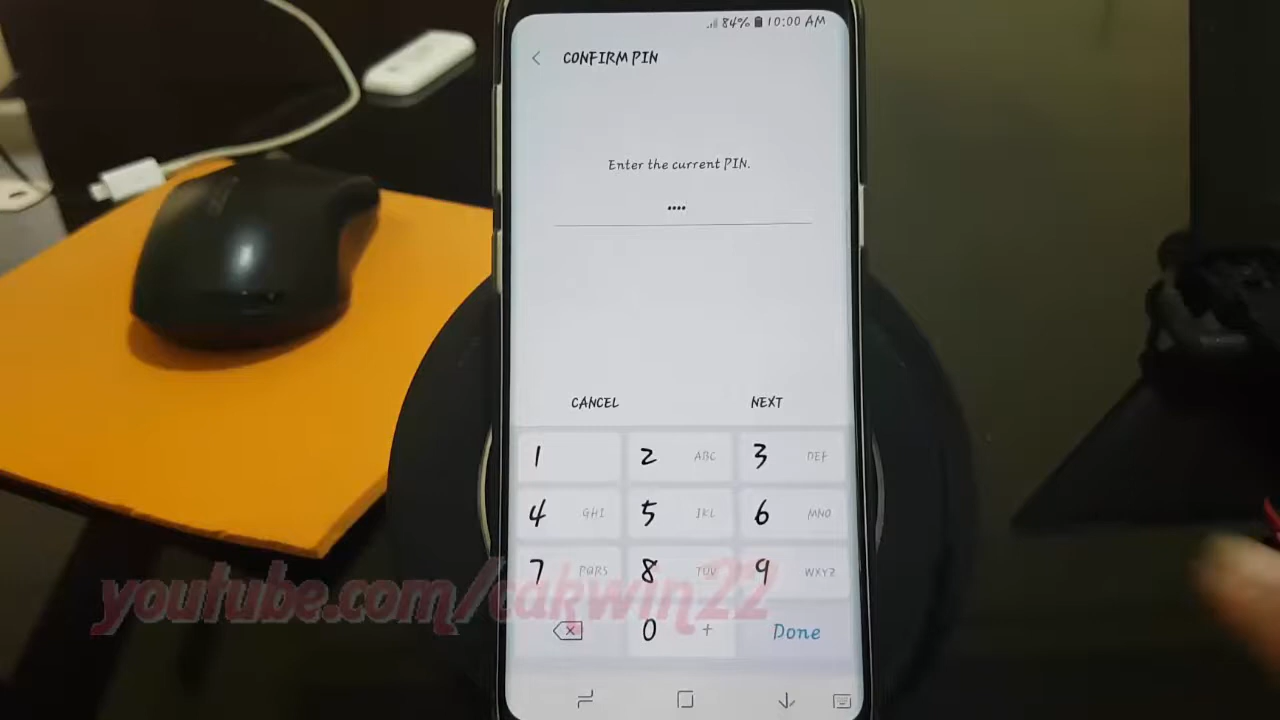 84% 10:00 AM
CONFIRM PIN
Enter the current PIN.
••••
CANCEL NEXT
1 2 ABC 3 DEF
4 GHI 5 JKL 6 MNO
7 PQRS 8 TUV 9 WXYZ
0 + Done
youtube.com/cakwin22